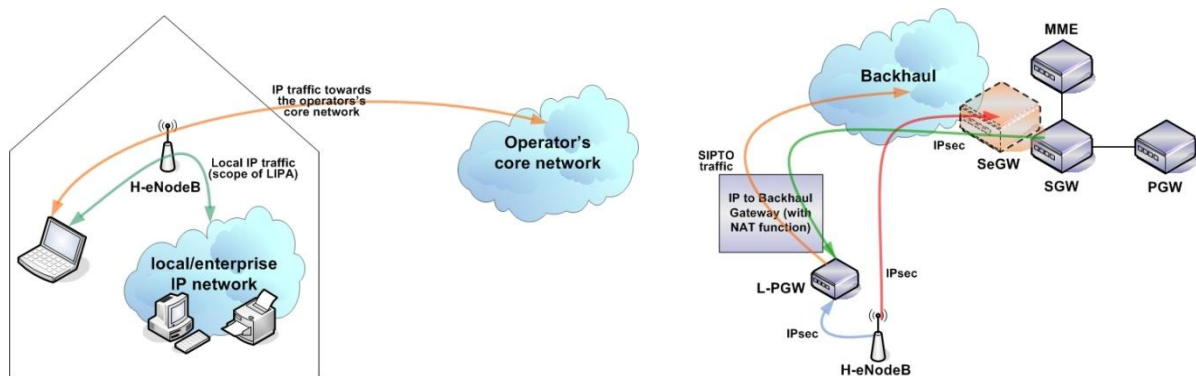 IP traffic towards
the operators's
core network
H-eNodeB
Local IP traffic
(scope of LIPA)
Operator's
core network
local/enterprise
IP network
MME
Backhaul
IPsec
SeGW
SGW
PGW
SIPTO
traffic
IP to Backhaul
Gateway (with
NAT function)
L-PGW
IPsec
IPsec
H-eNodeB